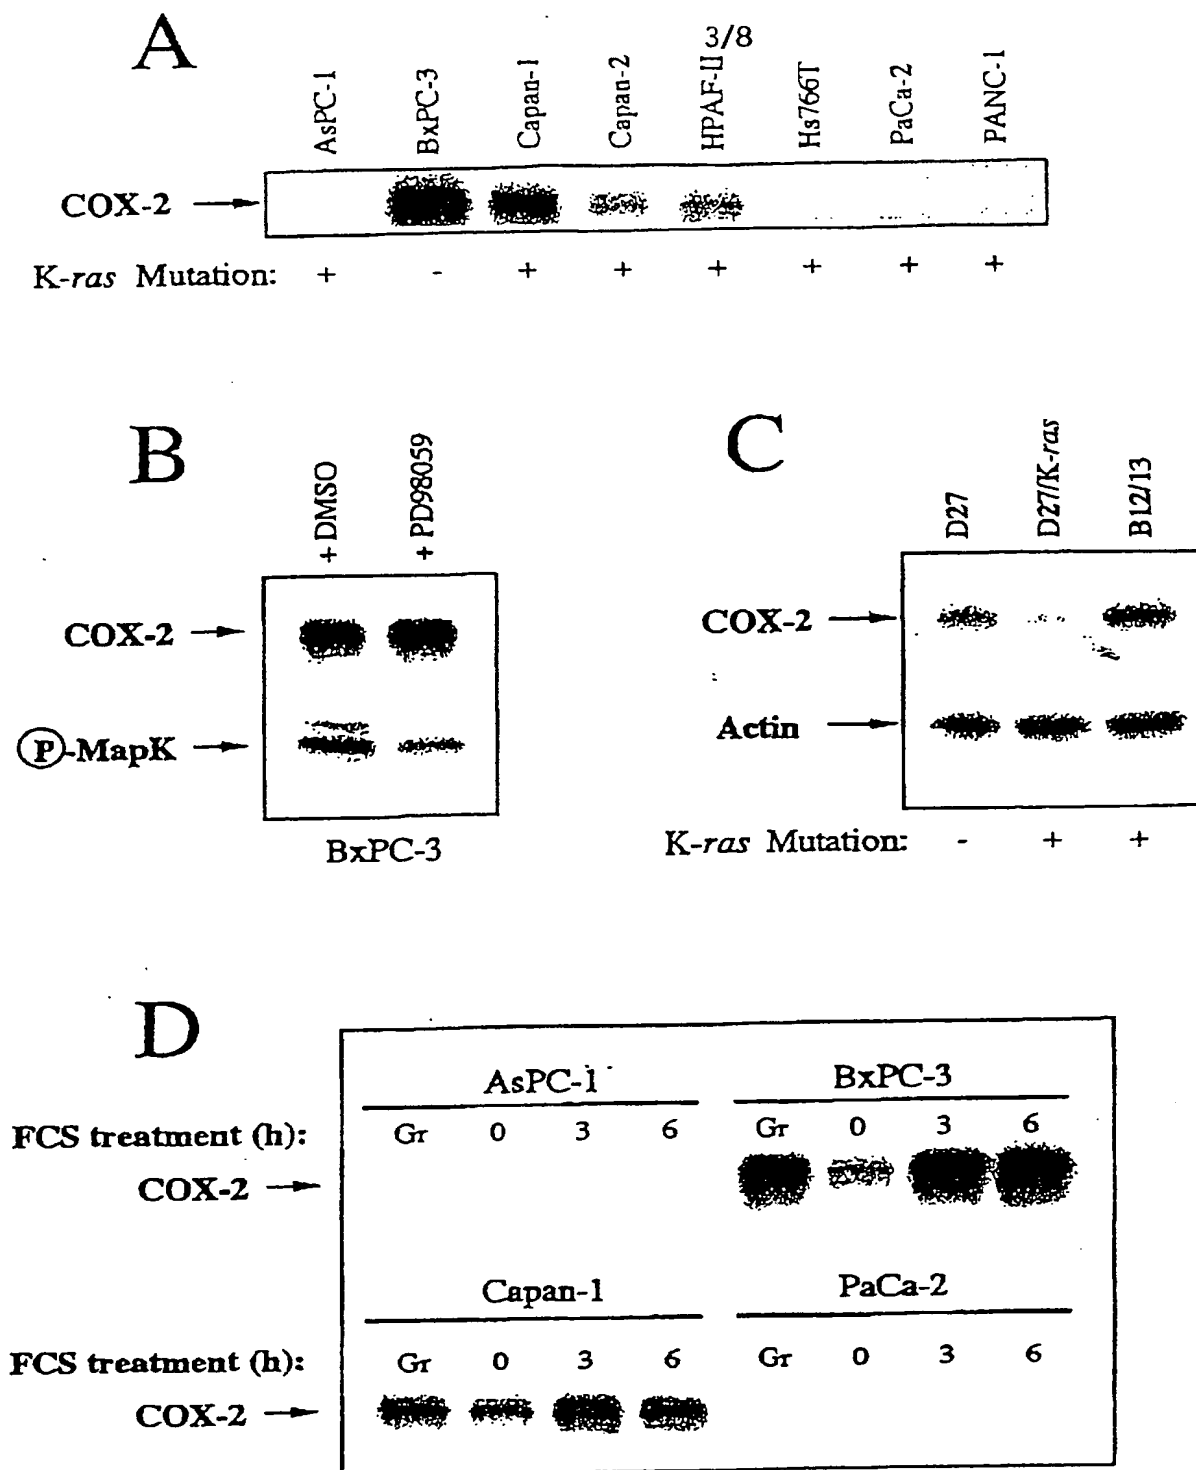 A
3/8
AsPC-1
BxPC-3
Capan-1
Capan-2
HPAF-II
Hs766T
PaCa-2
PANC-1
COX-2
K-ras Mutation: + - + + + + + +
B
+ DMSO
+ PD98059
COX-2
P-MapK
BxPC-3
C
D27
D27/K-ras
B12/13
COX-2
Actin
K-ras Mutation: - + +
D
AsPC-1 BxPC-3
FCS treatment (h): Gr 0 3 6 Gr 0 3 6
COX-2
Capan-1 PaCa-2
FCS treatment (h): Gr 0 3 6 Gr 0 3 6
COX-2